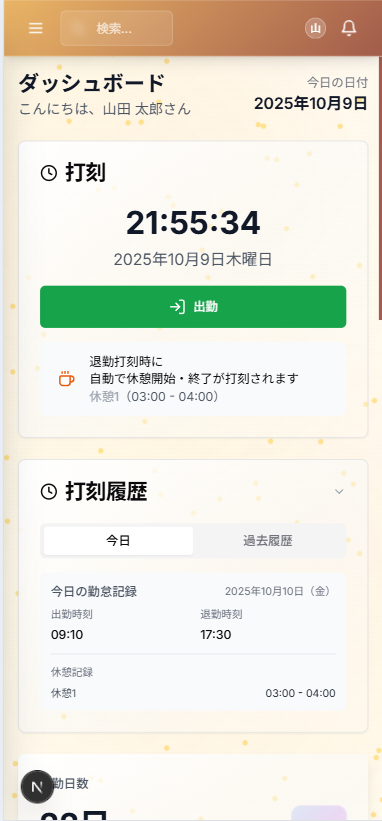 検索...
山
ダッシュボード
今日の日付
こんにちは、山田 太郎さん
2025年10月9日
打刻
21:55:34
2025年10月9日木曜日
出勤
退勤打刻時に
自動で休憩開始・終了が打刻されます
休憩1（03:00 - 04:00）
打刻履歴
今日
過去履歴
今日の勤怠記録
2025年10月10日（金）
出勤時刻
退勤時刻
09:10
17:30
休憩記録
休憩1
03:00 - 04:00
N
勤日数